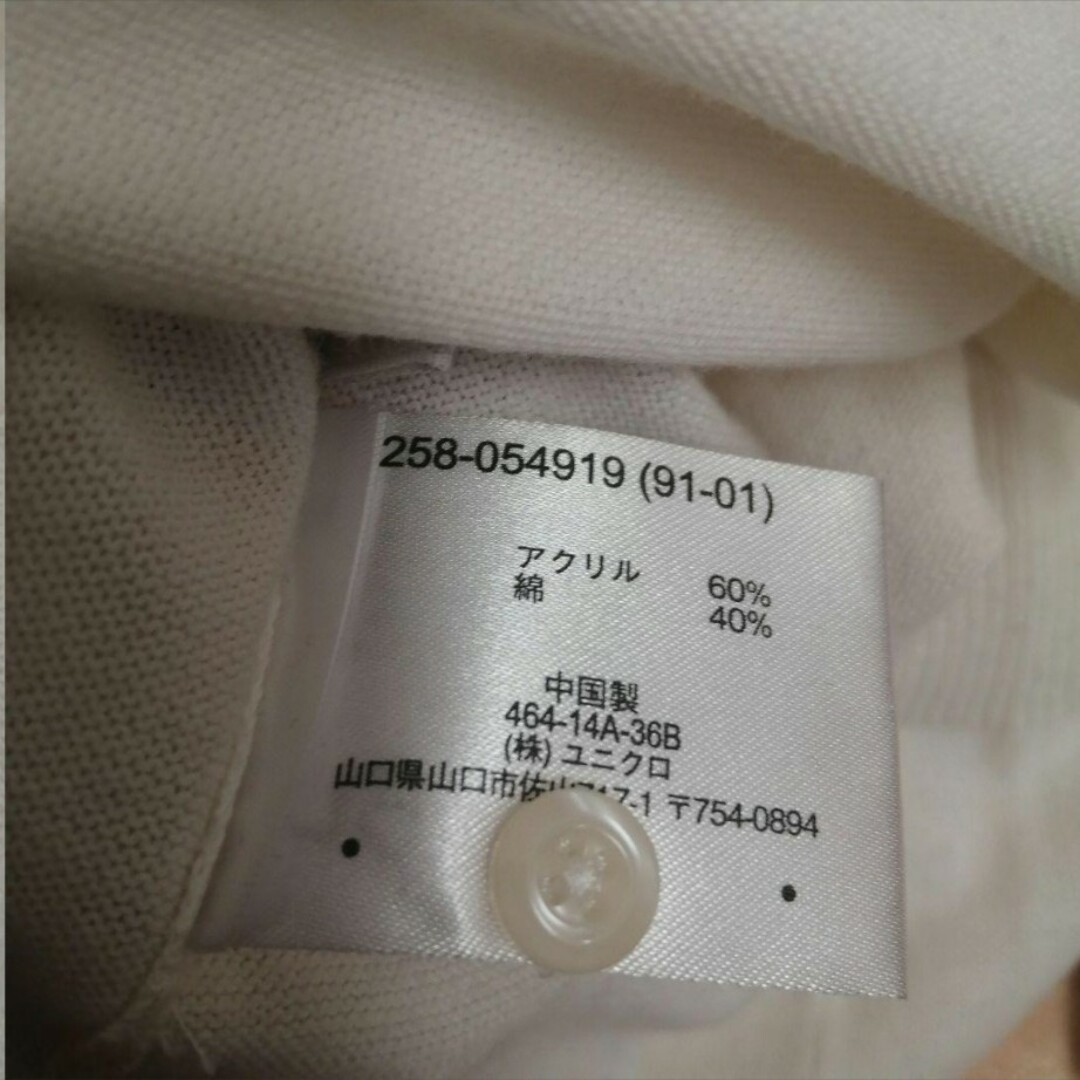 258-054919 (91-01)
アクリル 60%
綿 40%
中国製
464-14A-36B
(株) ユニクロ
山口県山口市佐山717-1 〒754-0894